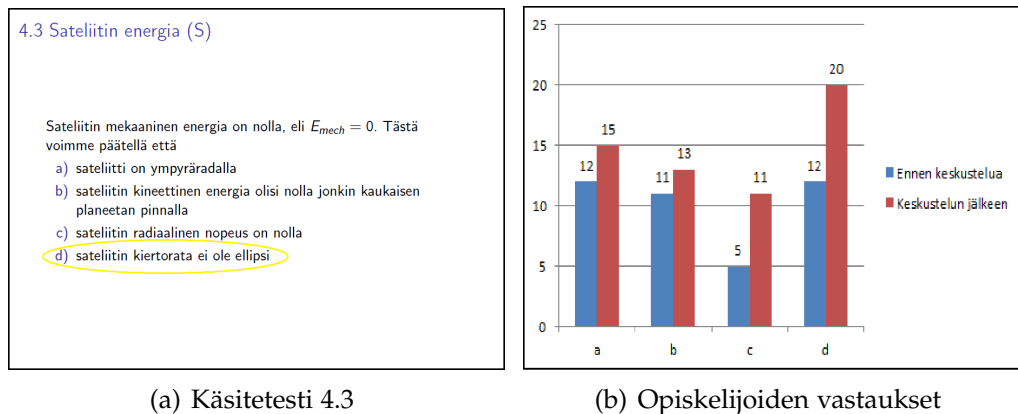 4.3 Sateliitin energia (S)
Sateliitin mekaaninen energia on nolla, eli E_mech = 0. Tästä
voimme päätellä että
a) sateliitti on ympyräradalla
b) sateliitin kineettinen energia olisi nolla jonkin kaukaisen
planeetan pinnalla
c) sateliitin radiaalinen nopeus on nolla
d) sateliitin kiertorata ei ole ellipsi
(a) Käsitetesti 4.3
25
20
15
10
5
0
12
15
11
13
5
11
12
20
a
b
c
d
Ennen keskustelua
Keskustelun jälkeen
(b) Opiskelijoiden vastaukset